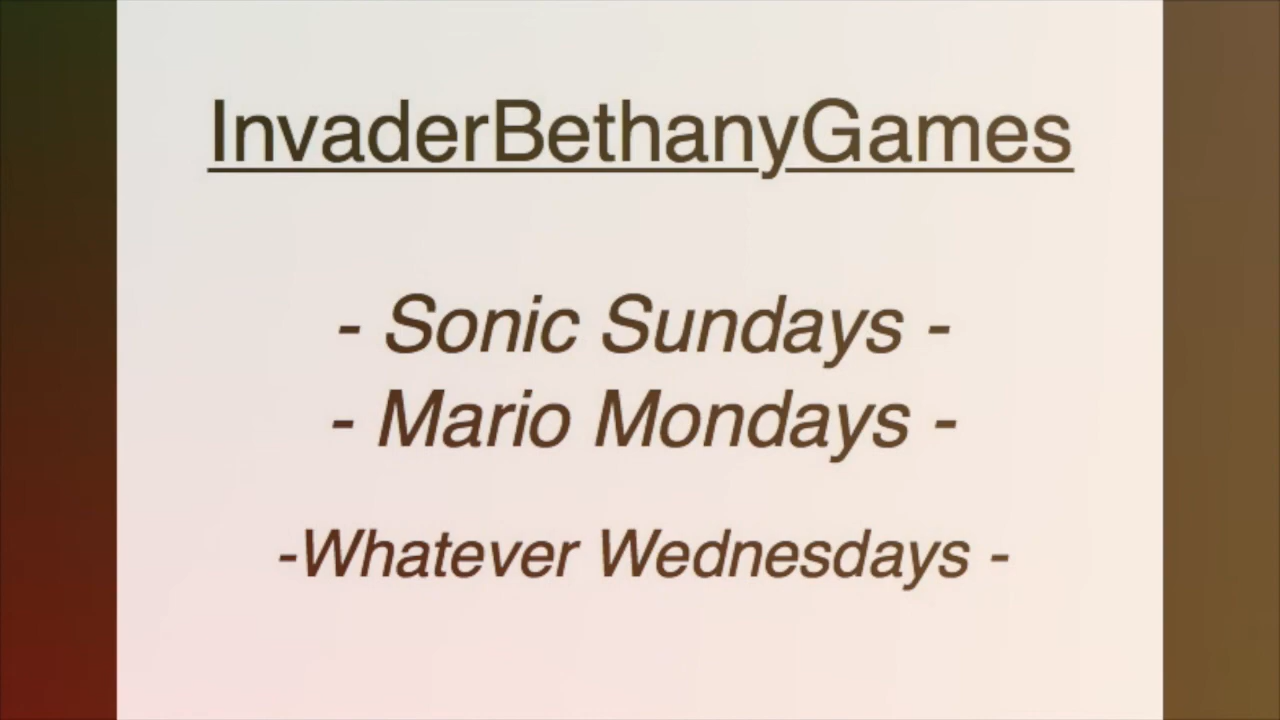 InvaderBethanyGames
- Sonic Sundays -
- Mario Mondays -
-Whatever Wednesdays -